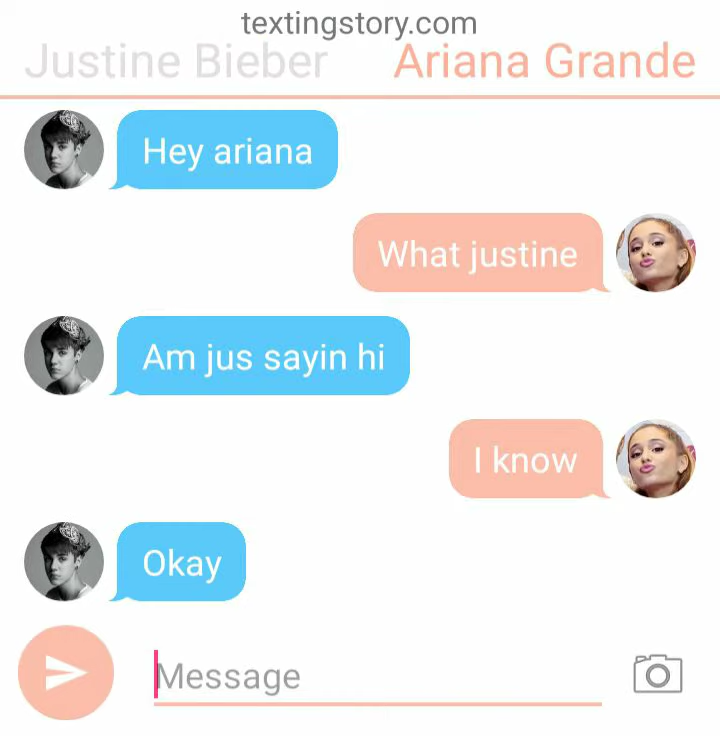 textingstory.com
Justine Bieber Ariana Grande
Hey ariana
What justine
Am jus sayin hi
I know
Okay
Message